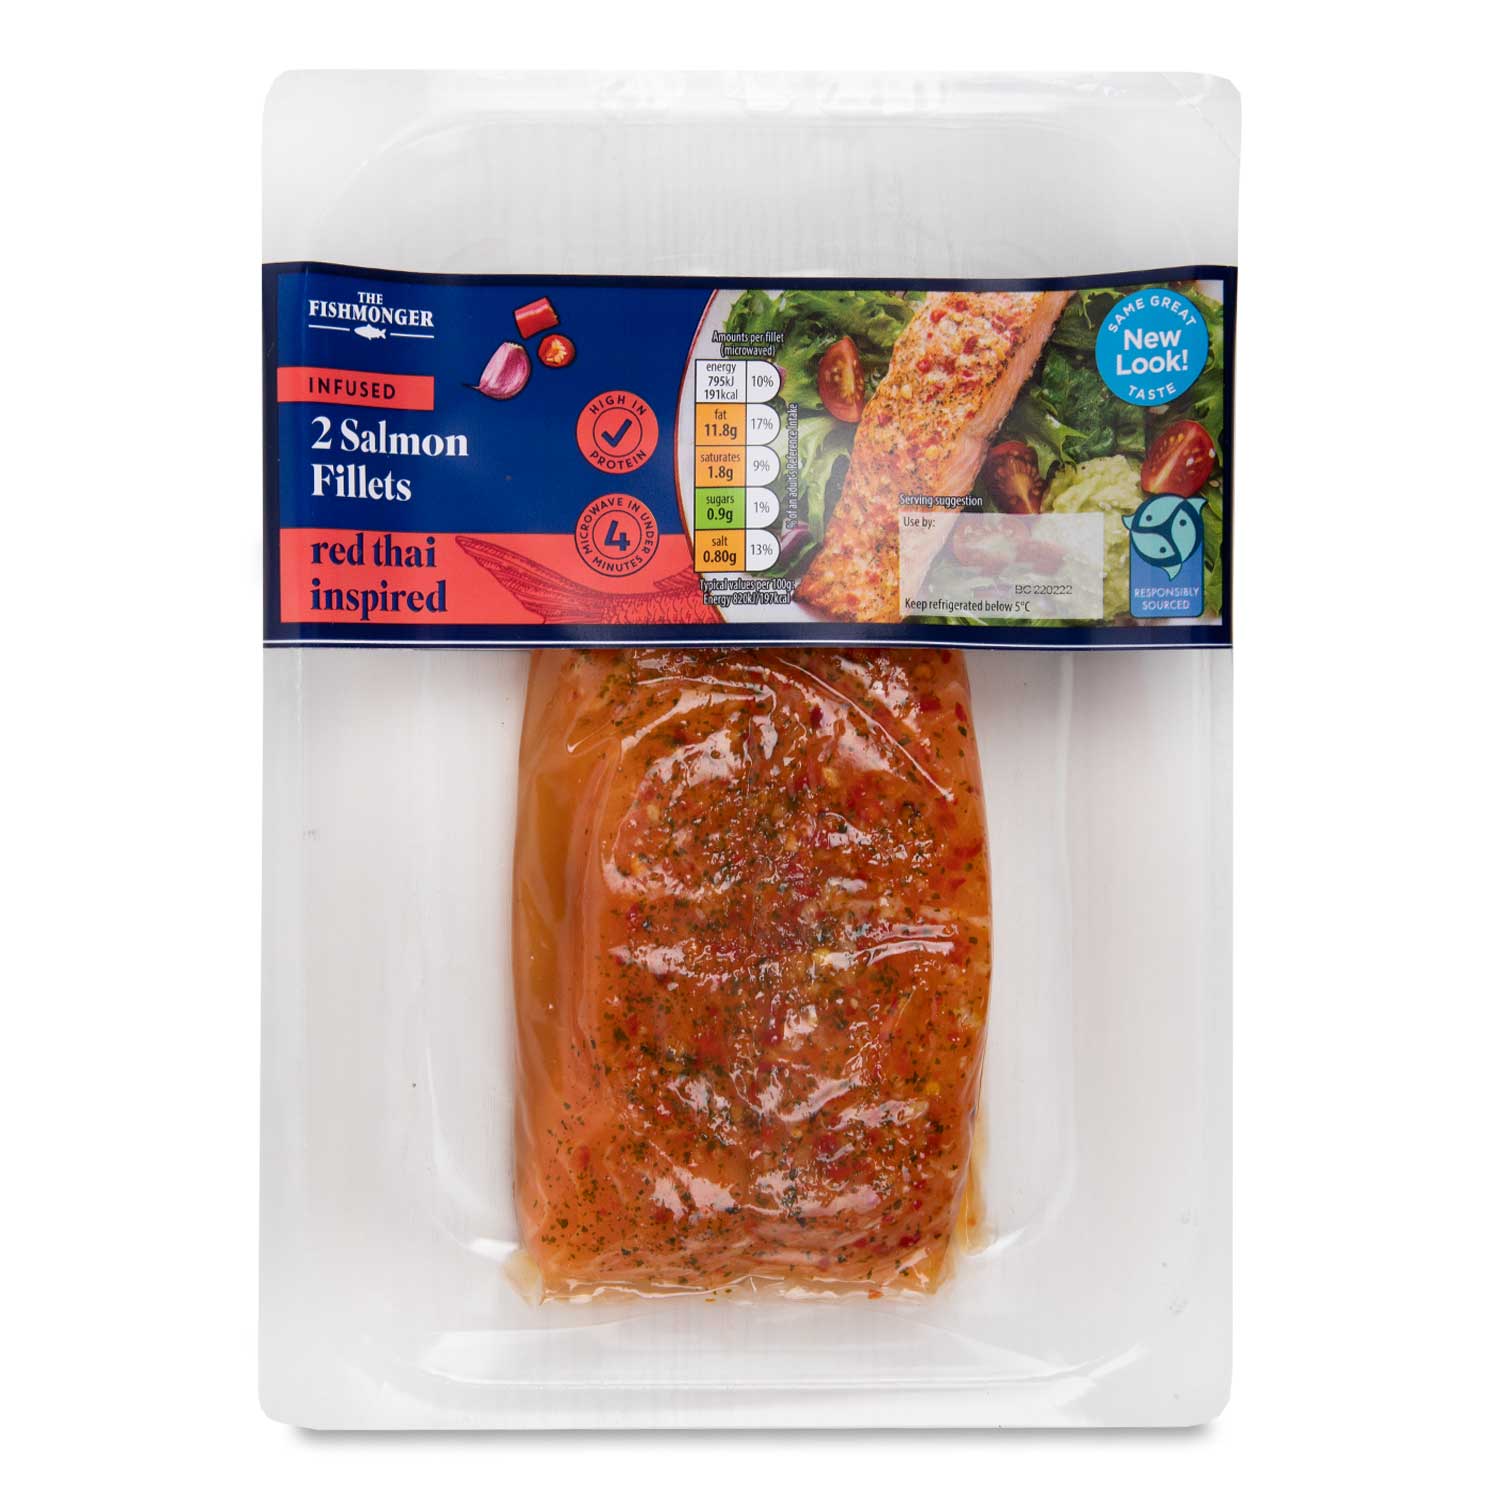 THE
FISHMONGER
INFUSED
2 Salmon
Fillets
red thai
inspired
HIGH IN
PROTEIN
MICROWAVE IN UNDER
4
MINUTES
Amounts per fillet
(microwaved)
energy
795kJ
191kcal
10%
fat
11.8g
17%
saturates
1.8g
9%
sugars
0.9g
1%
salt
0.80g
13%
% of an adults Reference Intake
Typical values per 100g:
Energy 820kJ/197kcal
SAME GREAT
New
Look!
TASTE
Serving suggestion
Use by:
BC 220222
Keep refrigerated below 5°C
RESPONSIBLY
SOURCED